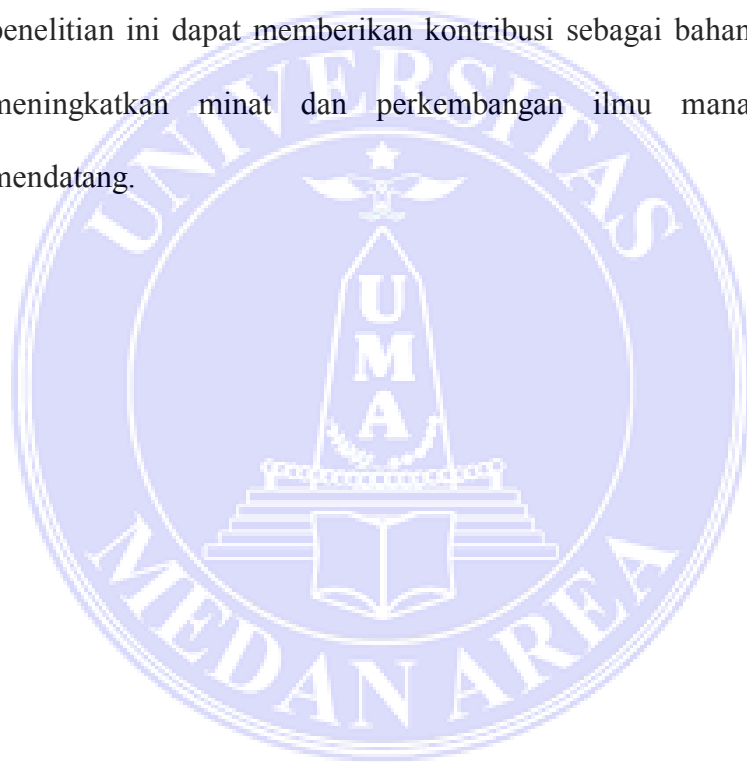 penelitian ini dapat memberikan kontribusi sebagai bahan
meningkatkan minat dan perkembangan ilmu mana
mendatang.
UNIVERSITAS
UMA
MEDAN AREA